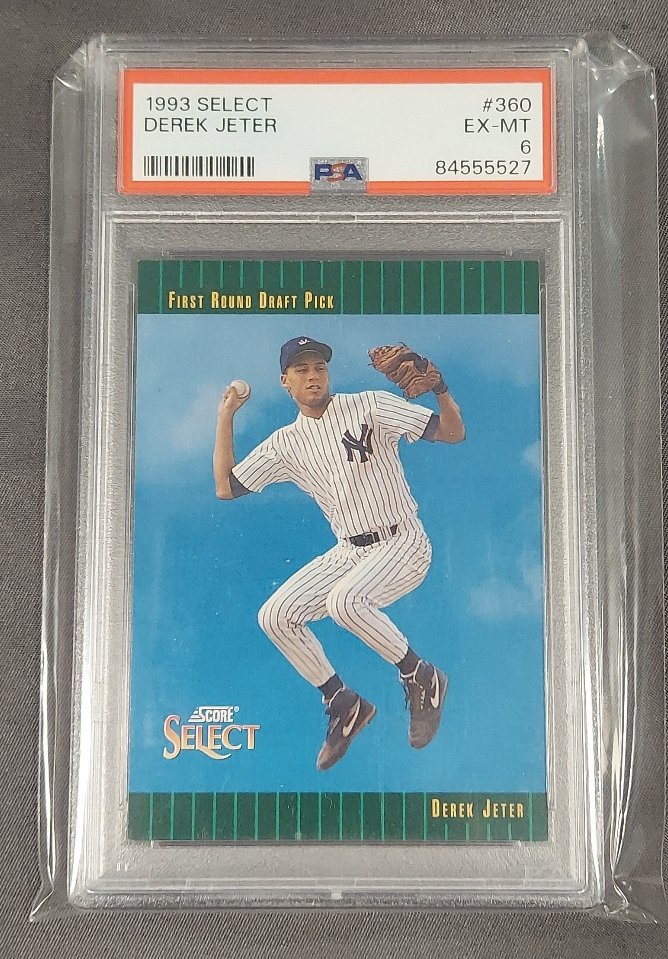 1993 SELECT #360
DEREK JETER EX-MT
6
PSA 84555527
FIRST ROUND DRAFT PICK
NY
SCORE®
SELECT
DEREK JETER